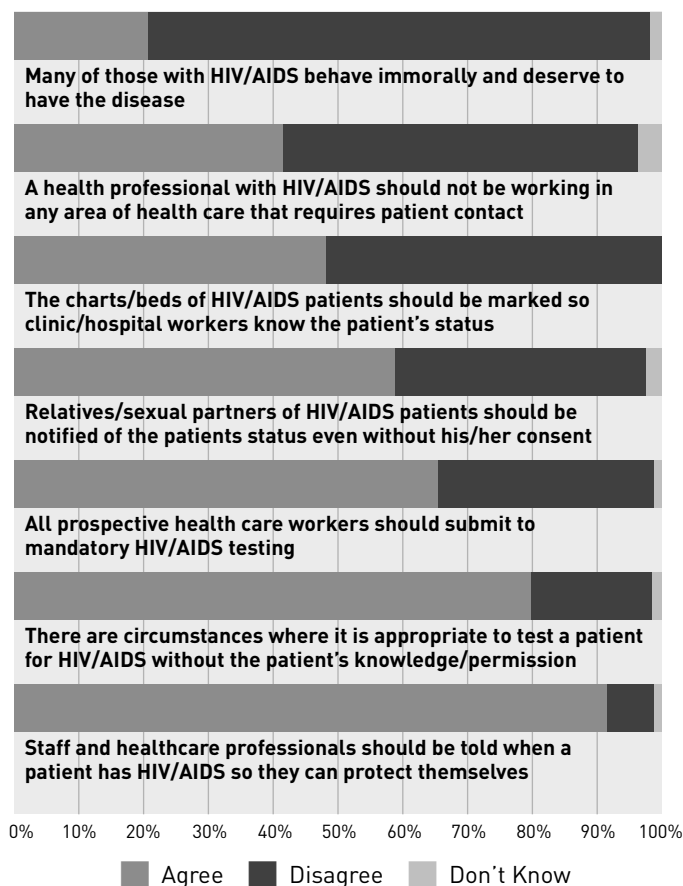 Many of those with HIV/AIDS behave immorally and deserve to
have the disease
A health professional with HIV/AIDS should not be working in
any area of health care that requires patient contact
The charts/beds of HIV/AIDS patients should be marked so
clinic/hospital workers know the patient's status
Relatives/sexual partners of HIV/AIDS patients should be
notified of the patients status even without his/her consent
All prospective health care workers should submit to
mandatory HIV/AIDS testing
There are circumstances where it is appropriate to test a patient
for HIV/AIDS without the patient's knowledge/permission
Staff and healthcare professionals should be told when a
patient has HIV/AIDS so they can protect themselves
0% 10% 20% 30% 40% 50% 60% 70% 80% 90% 100%
Agree Disagree Don't Know